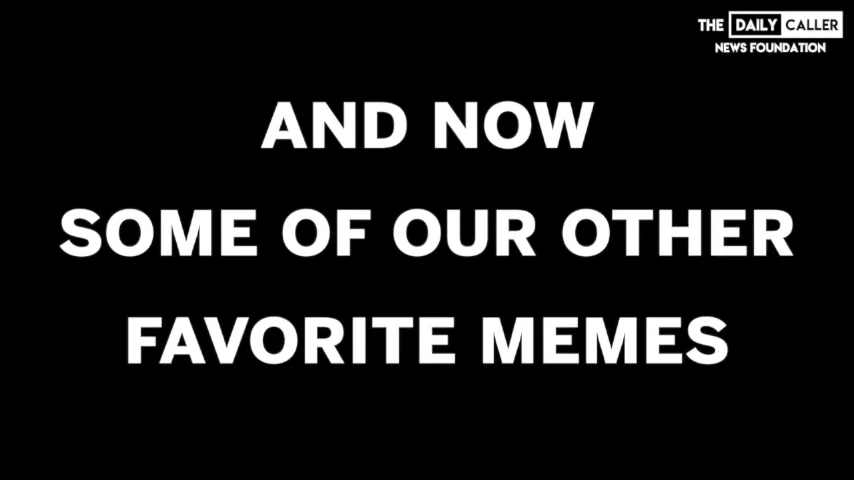 THE DAILY CALLER
NEWS FOUNDATION
AND NOW
SOME OF OUR OTHER
FAVORITE MEMES